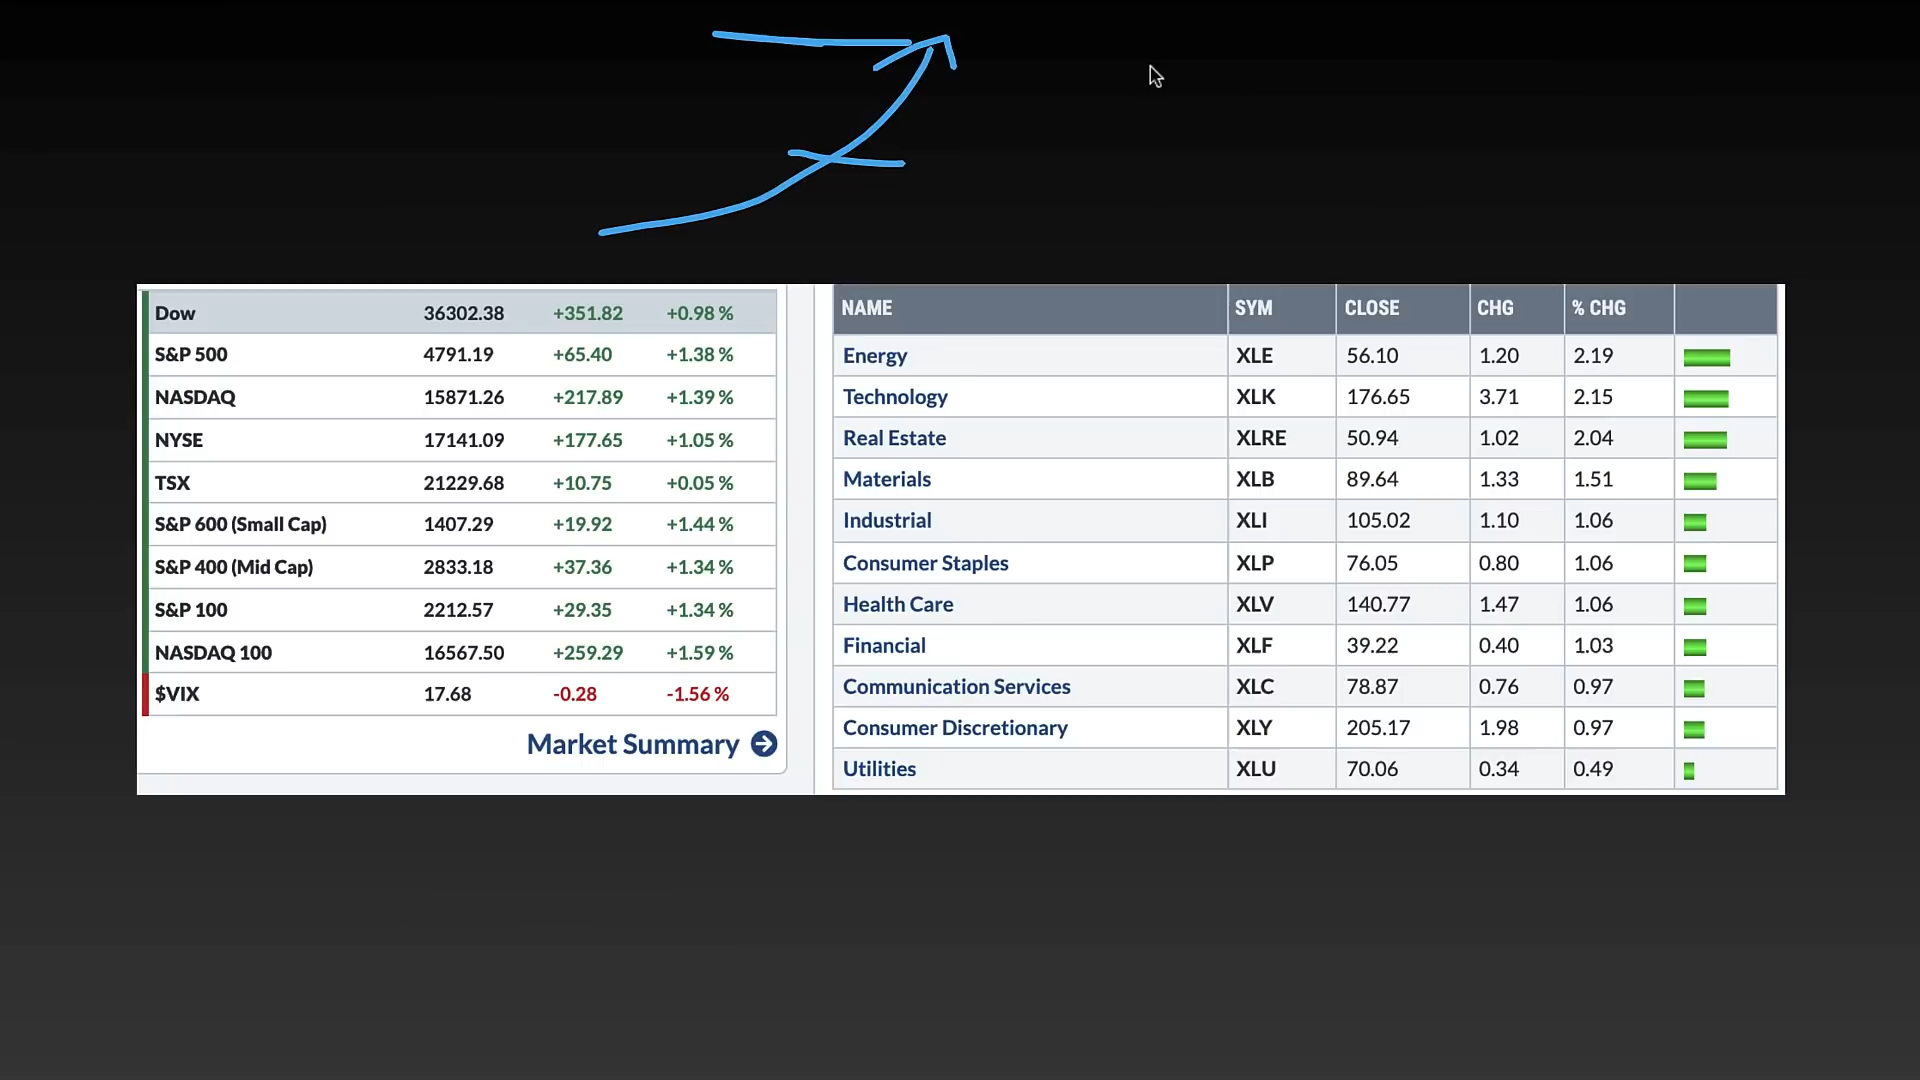 Dow 36302.38 +351.82 +0.98 %
S&P 500 4791.19 +65.40 +1.38 %
NASDAQ 15871.26 +217.89 +1.39 %
NYSE 17141.09 +177.65 +1.05 %
TSX 21229.68 +10.75 +0.05 %
S&P 600 (Small Cap) 1407.29 +19.92 +1.44 %
S&P 400 (Mid Cap) 2833.18 +37.36 +1.34 %
S&P 100 2212.57 +29.35 +1.34 %
NASDAQ 100 16567.50 +259.29 +1.59 %
$VIX 17.68 -0.28 -1.56 %
Market Summary
NAME SYM CLOSE CHG % CHG
Energy XLE 56.10 1.20 2.19
Technology XLK 176.65 3.71 2.15
Real Estate XLRE 50.94 1.02 2.04
Materials XLB 89.64 1.33 1.51
Industrial XLI 105.02 1.10 1.06
Consumer Staples XLP 76.05 0.80 1.06
Health Care XLV 140.77 1.47 1.06
Financial XLF 39.22 0.40 1.03
Communication Services XLC 78.87 0.76 0.97
Consumer Discretionary XLY 205.17 1.98 0.97
Utilities XLU 70.06 0.34 0.49